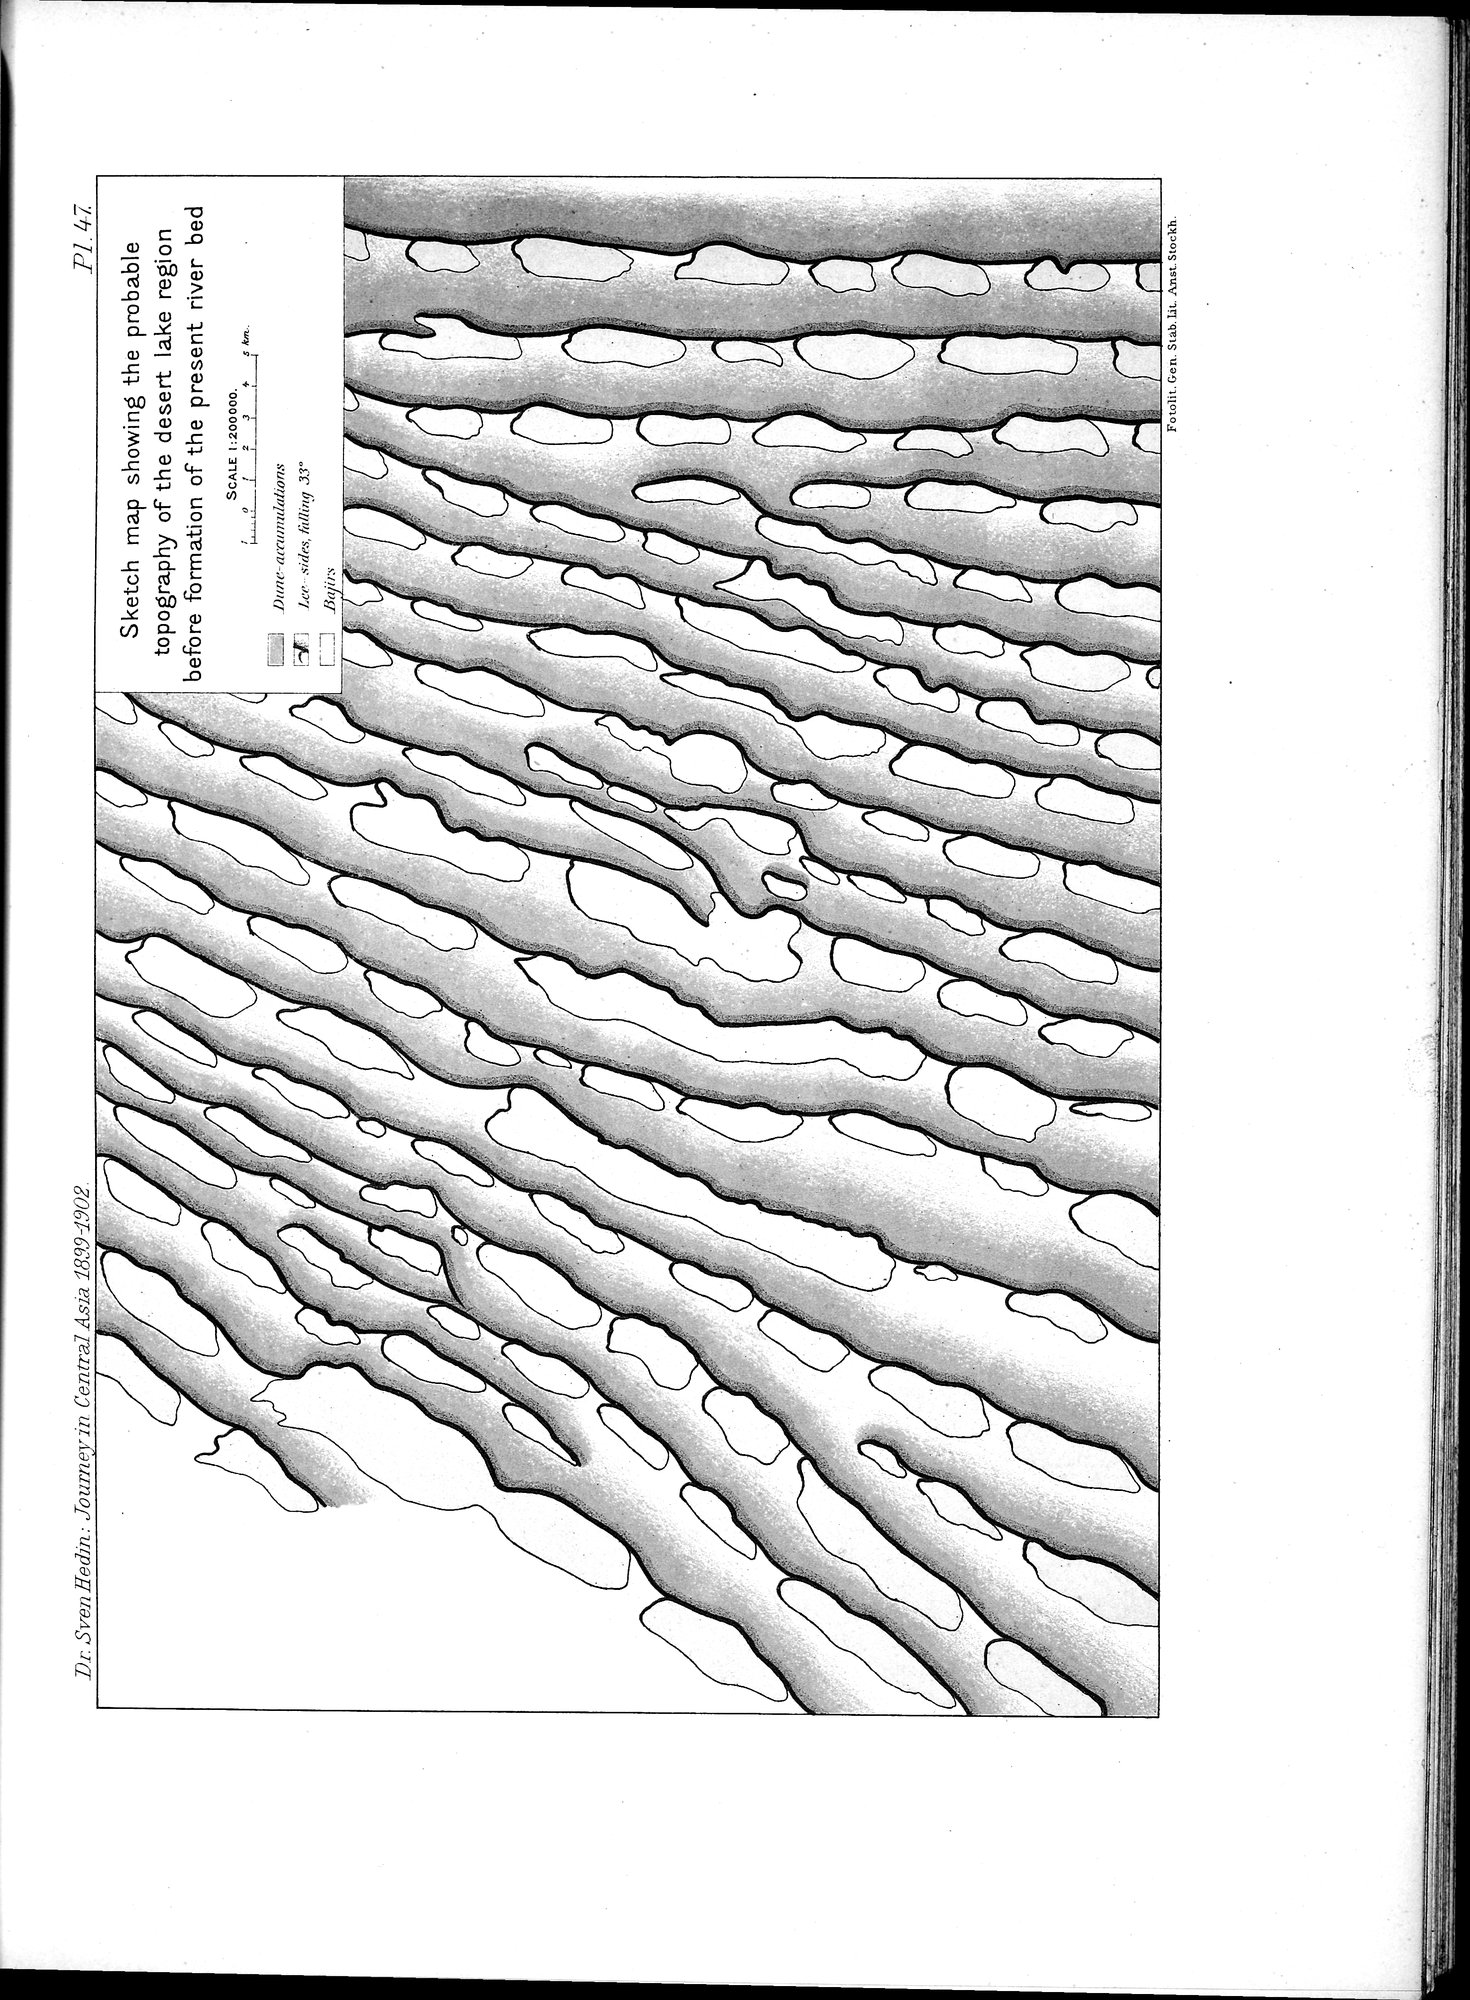 Dr. Sven Hedin: Journey in Central Asia 1899-1902.
Pl. 47.
Sketch map showing the probable
topography of the desert lake region
before formation of the present river bed
SCALE 1:200000.
1 0 1 2 3 4 5 km.
Dune-accumulations
Lee-sides, falling 33°
Bajirs
Fotolit. Gen. Stab. Lit. Anst. Stockh.